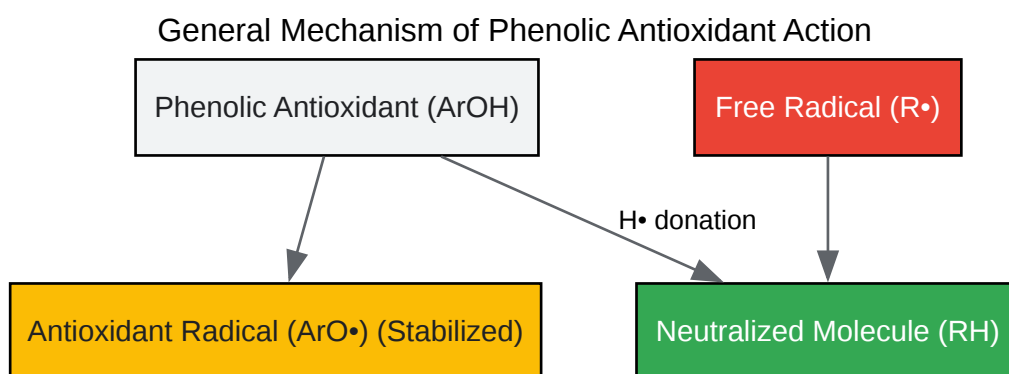 General Mechanism of Phenolic Antioxidant Action
Phenolic Antioxidant (ArOH)
Free Radical (R•)
H• donation
Antioxidant Radical (ArO•) (Stabilized)
Neutralized Molecule (RH)